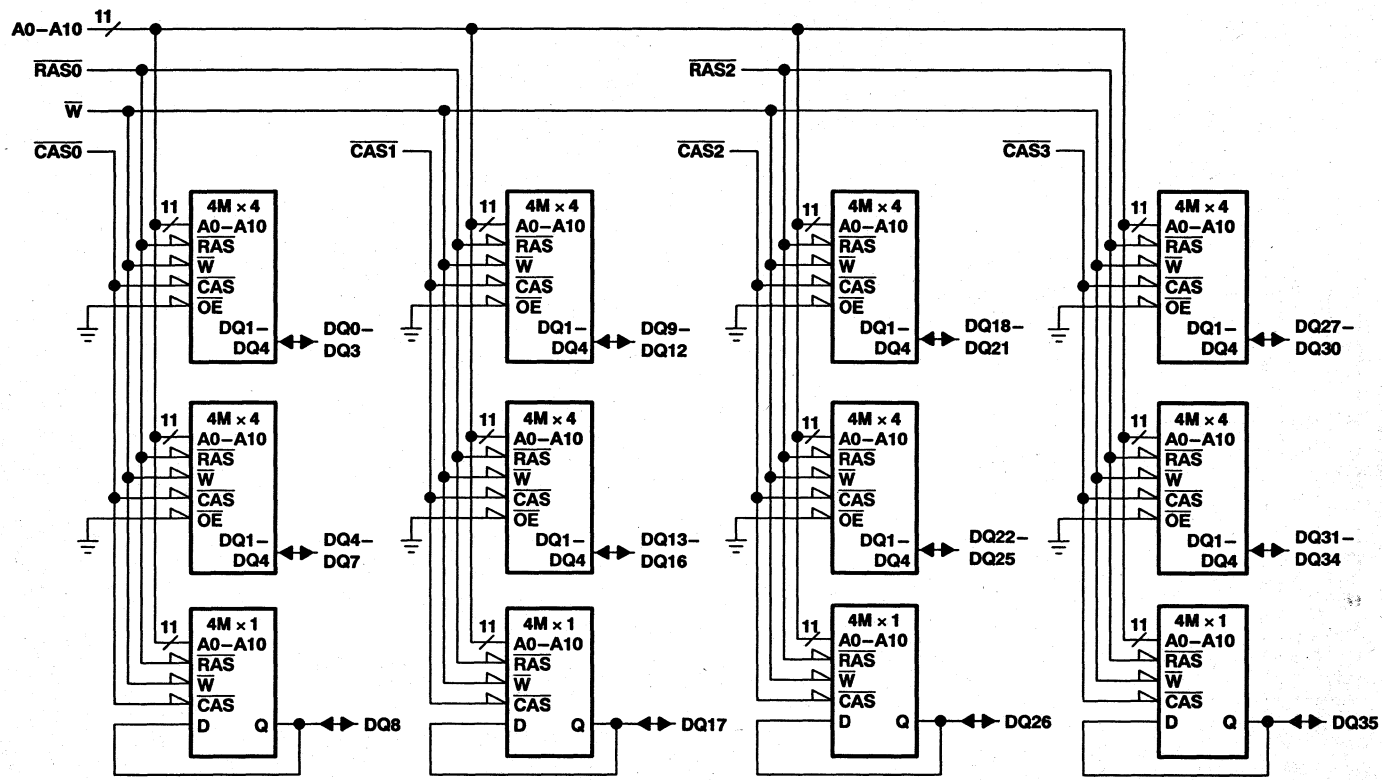 A0–A10 11
RAS0 RAS2
W
CAS0 CAS1 CAS2 CAS3
4M × 4
11 A0–A10
RAS
W
CAS
OE
DQ1–
DQ4
DQ0–
DQ3
4M × 4
11 A0–A10
RAS
W
CAS
OE
DQ1–
DQ4
DQ9–
DQ12
4M × 4
11 A0–A10
RAS
W
CAS
OE
DQ1–
DQ4
DQ18–
DQ21
4M × 4
11 A0–A10
RAS
W
CAS
OE
DQ1–
DQ4
DQ27–
DQ30
4M × 4
11 A0–A10
RAS
W
CAS
OE
DQ1–
DQ4
DQ4–
DQ7
4M × 4
11 A0–A10
RAS
W
CAS
OE
DQ1–
DQ4
DQ13–
DQ16
4M × 4
11 A0–A10
RAS
W
CAS
OE
DQ1–
DQ4
DQ22–
DQ25
4M × 4
11 A0–A10
RAS
W
CAS
OE
DQ1–
DQ4
DQ31–
DQ34
4M × 1
11 A0–A10
RAS
W
CAS
D Q DQ8
4M × 1
11 A0–A10
RAS
W
CAS
D Q DQ17
4M × 1
11 A0–A10
RAS
W
CAS
D Q DQ26
4M × 1
11 A0–A10
RAS
W
CAS
D Q DQ35